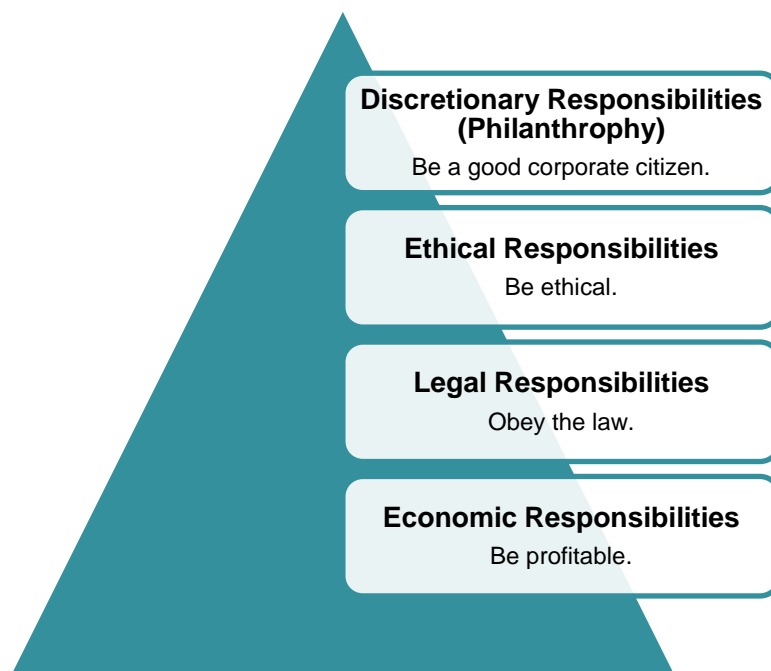 Discretionary Responsibilities
(Philanthrophy)
Be a good corporate citizen.
Ethical Responsibilities
Be ethical.
Legal Responsibilities
Obey the law.
Economic Responsibilities
Be profitable.